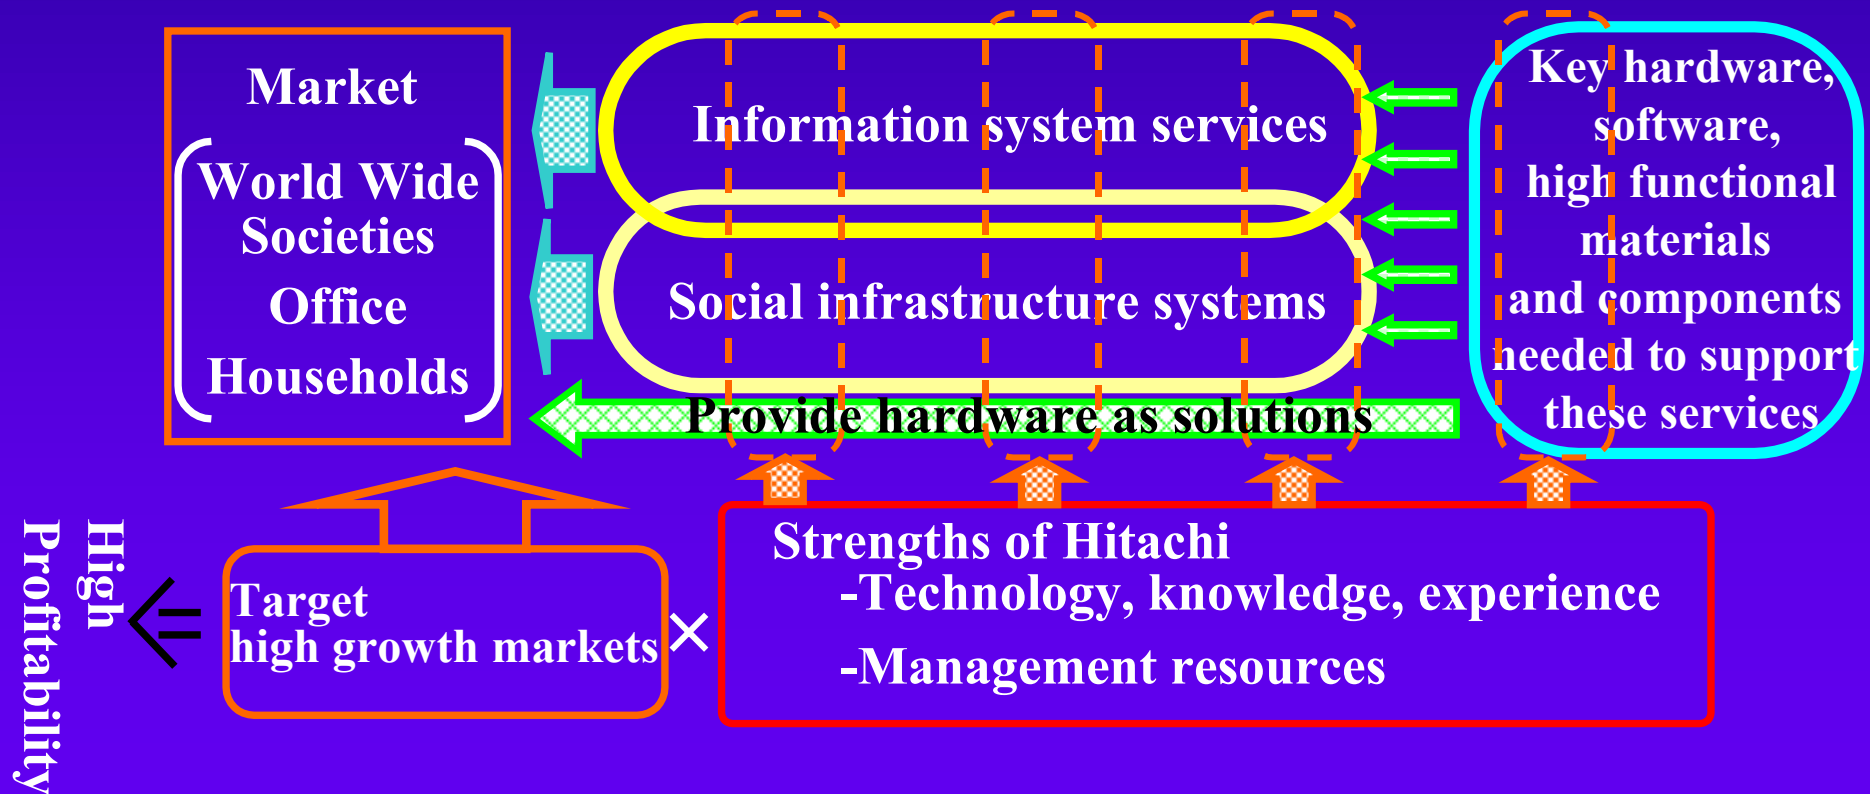 Market
World Wide
Societies
Office
Households
Information system services
Social infrastructure systems
Provide hardware as solutions
Key hardware,
software,
high functional
materials
and components
needed to support
these services
High
Profitability
Target
high growth markets
×
Strengths of Hitachi
-Technology, knowledge, experience
-Management resources